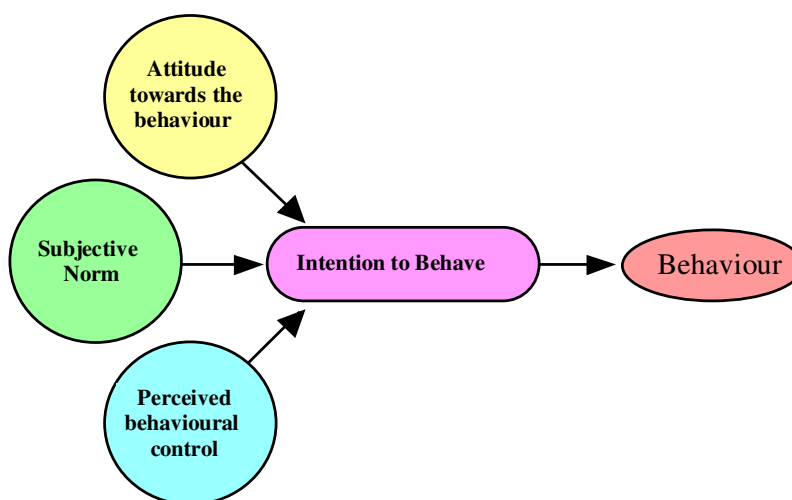 Attitude
towards the
behaviour
Subjective
Norm
Intention to Behave
Behaviour
Perceived
behavioural
control